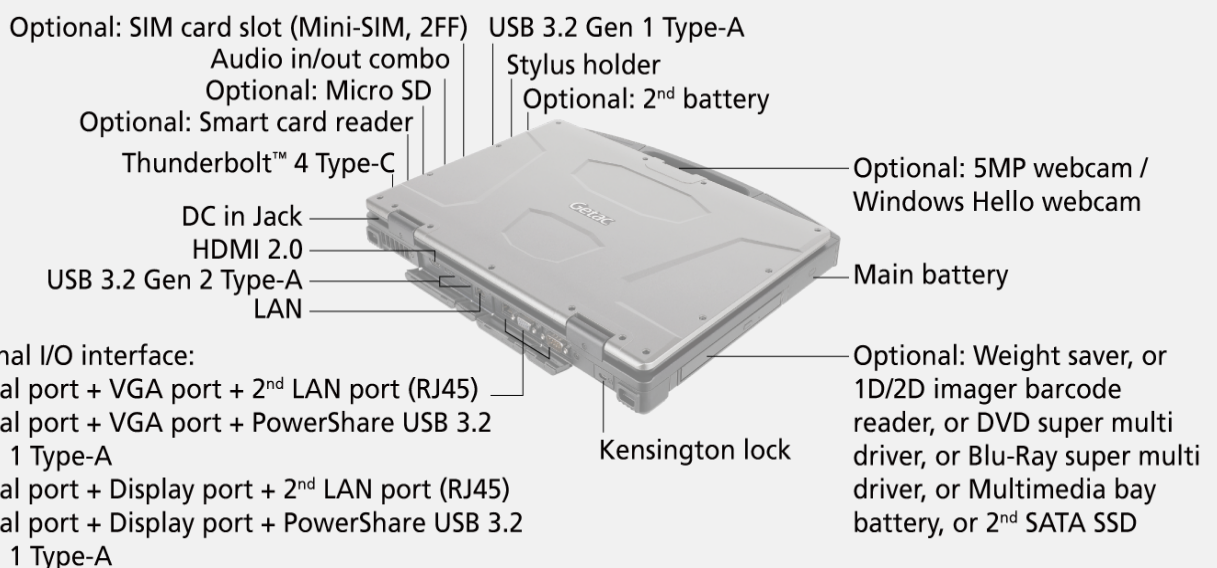 Optional: SIM card slot (Mini-SIM, 2FF)
USB 3.2 Gen 1 Type-A
Audio in/out combo
Stylus holder
Optional: Micro SD
Optional: 2nd battery
Optional: Smart card reader
Thunderbolt™ 4 Type-C
Optional: 5MP webcam /
Windows Hello webcam
DC in Jack
HDMI 2.0
USB 3.2 Gen 2 Type-A
LAN
Getac
Main battery
nal I/O interface:
al port + VGA port + 2nd LAN port (RJ45)
al port + VGA port + PowerShare USB 3.2
1 Type-A
al port + Display port + 2nd LAN port (RJ45)
al port + Display port + PowerShare USB 3.2
1 Type-A
Kensington lock
Optional: Weight saver, or
1D/2D imager barcode
reader, or DVD super multi
driver, or Blu-Ray super multi
driver, or Multimedia bay
battery, or 2nd SATA SSD